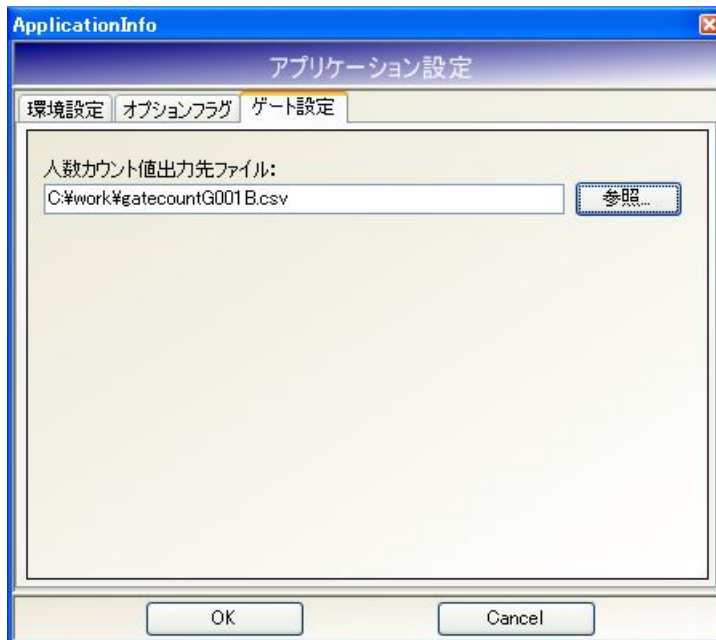 ApplicationInfo
アプリケーション設定
環境設定 オプションフラグ ゲート設定
人数カウント値出力先ファイル:
C:¥work¥gatecountG001B.csv 参照...
OK Cancel